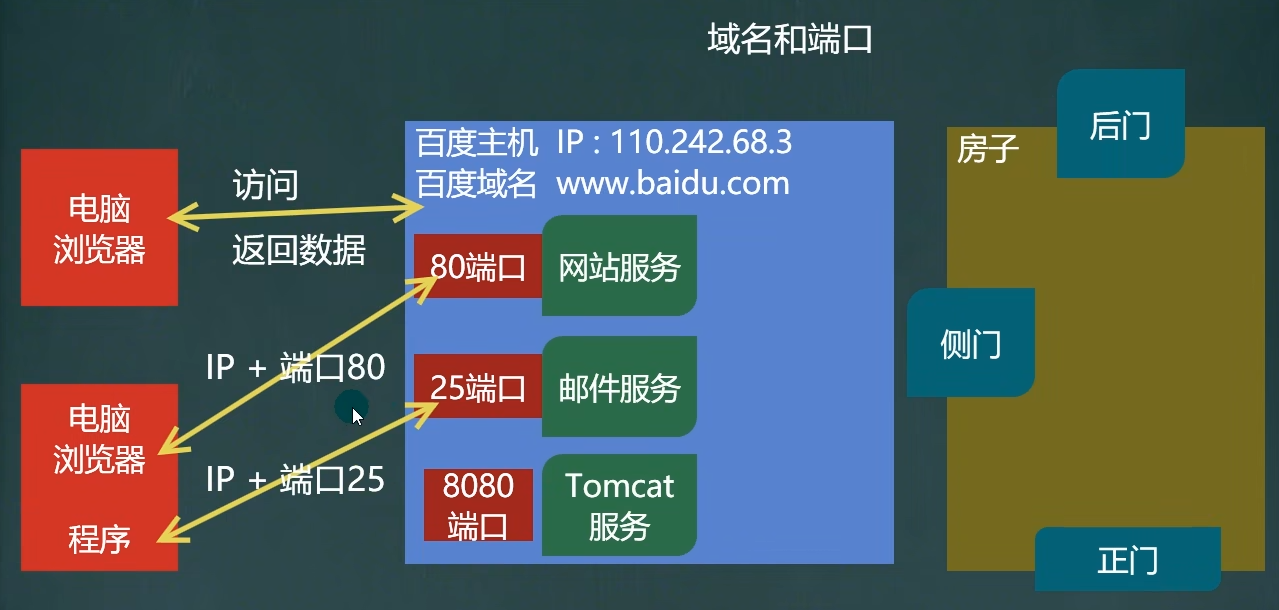 域名和端口
电脑
浏览器
访问
返回数据
电脑
浏览器
程序
IP + 端口80
IP + 端口25
百度主机 IP : 110.242.68.3
百度域名 www.baidu.com
80端口
网站服务
25端口
邮件服务
8080
端口
Tomcat
服务
房子
后门
侧门
正门